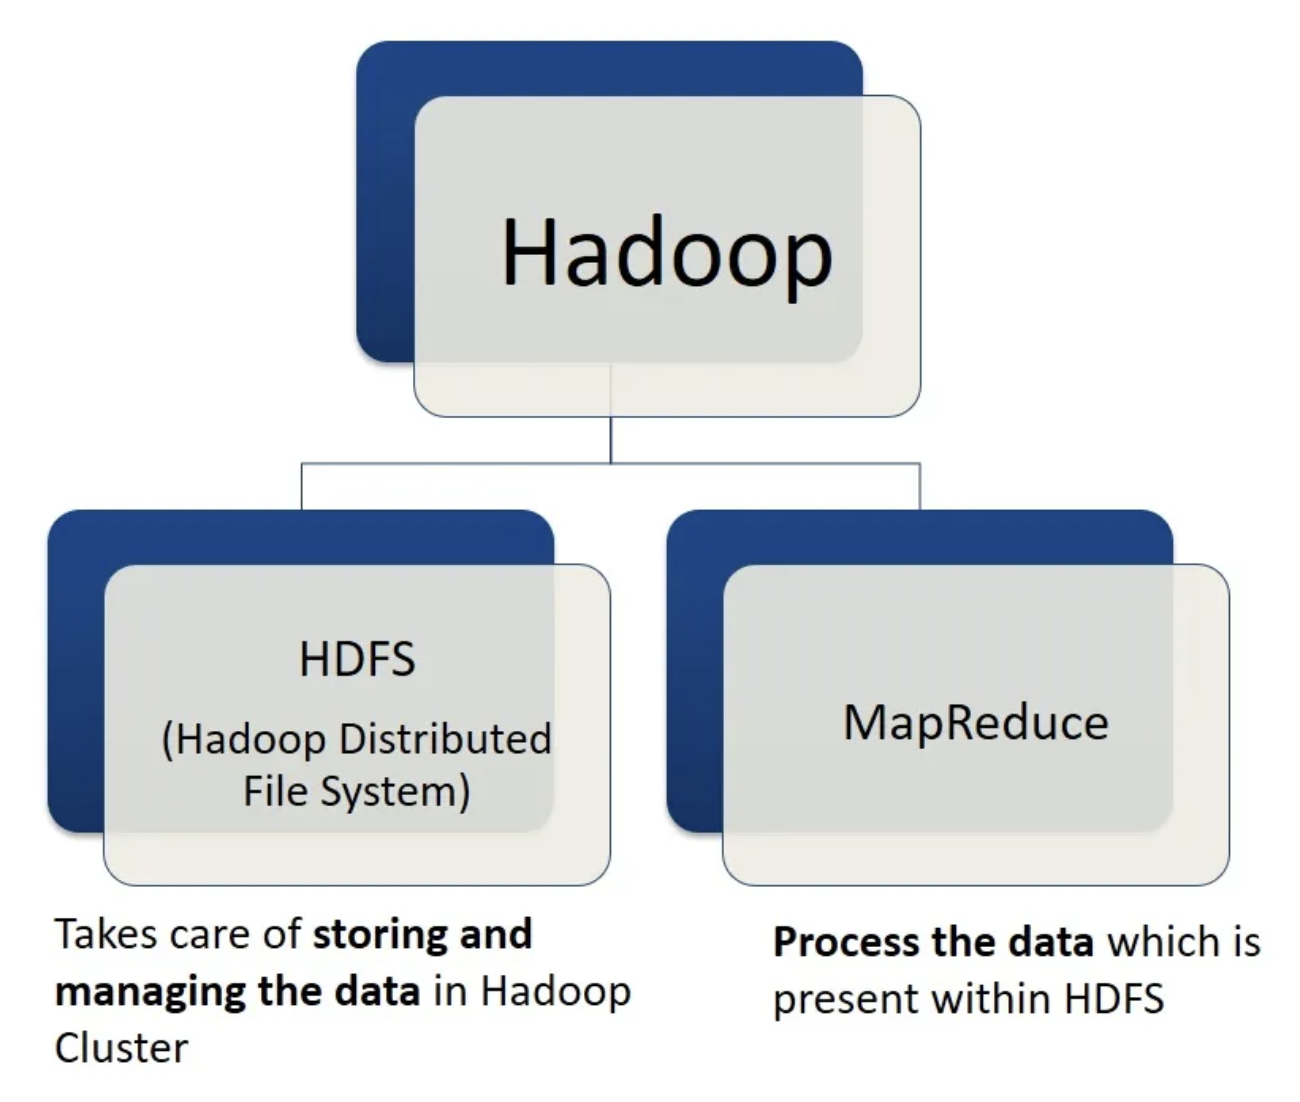 Hadoop
HDFS
(Hadoop Distributed
File System)
MapReduce
Takes care of storing and
managing the data in Hadoop
Cluster
Process the data which is
present within HDFS